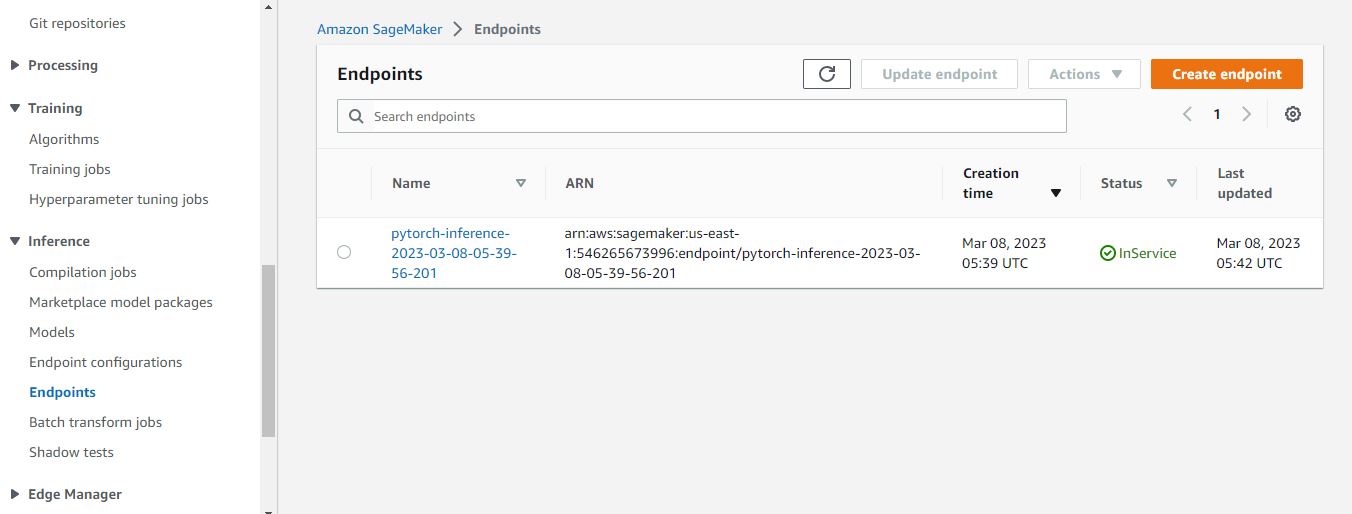 Git repositories
Processing
Training
Algorithms
Training jobs
Hyperparameter tuning jobs
Inference
Compilation jobs
Marketplace model packages
Models
Endpoint configurations
Endpoints
Batch transform jobs
Shadow tests
Edge Manager
Amazon SageMaker > Endpoints
Endpoints
Update endpoint
Actions
Create endpoint
Search endpoints
1
Name
ARN
Creation
time
Status
Last
updated
pytorch-inference-
2023-03-08-05-39-
56-201
arn:aws:sagemaker:us-east-
1:546265673996:endpoint/pytorch-inference-2023-03-
08-05-39-56-201
Mar 08, 2023
05:39 UTC
InService
Mar 08, 2023
05:42 UTC